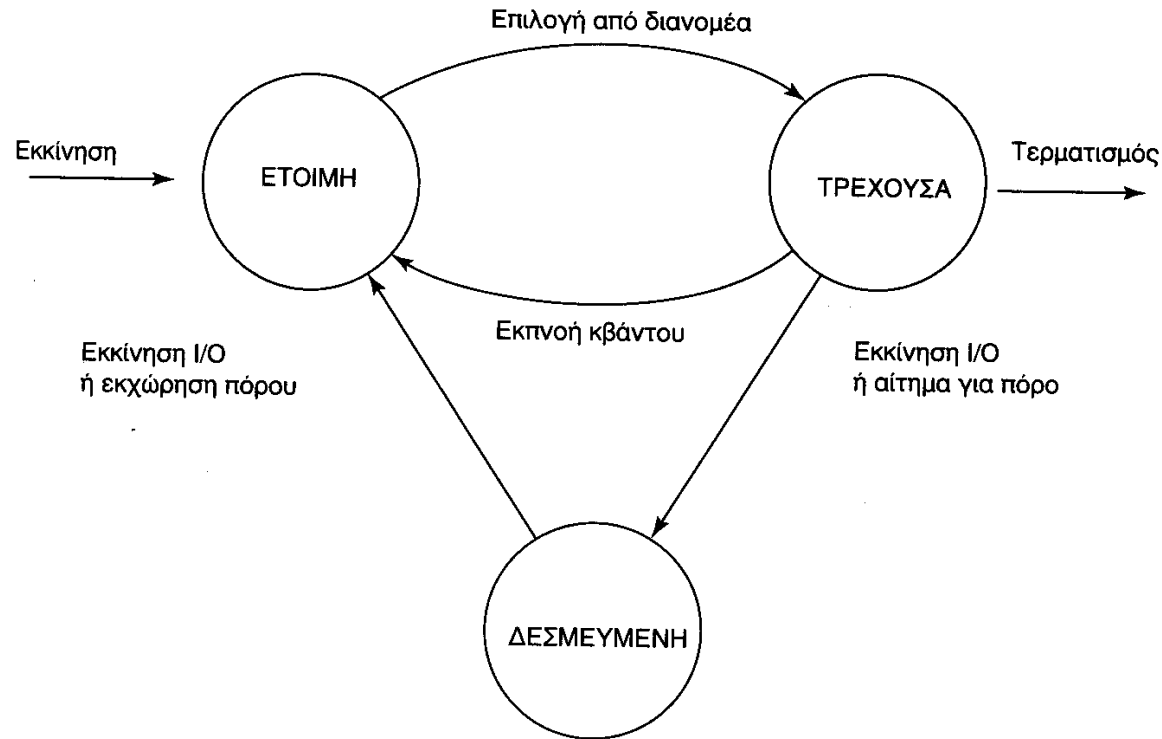 Επιλογή από διανομέα
Εκκίνηση
ΕΤΟΙΜΗ
ΤΡΕΧΟΥΣΑ
Τερματισμός
Εκπνοή κβάντου
Εκκίνηση I/O
ή εκχώρηση πόρου
Εκκίνηση I/O
ή αίτημα για πόρο
ΔΕΣΜΕΥΜΕΝΗ